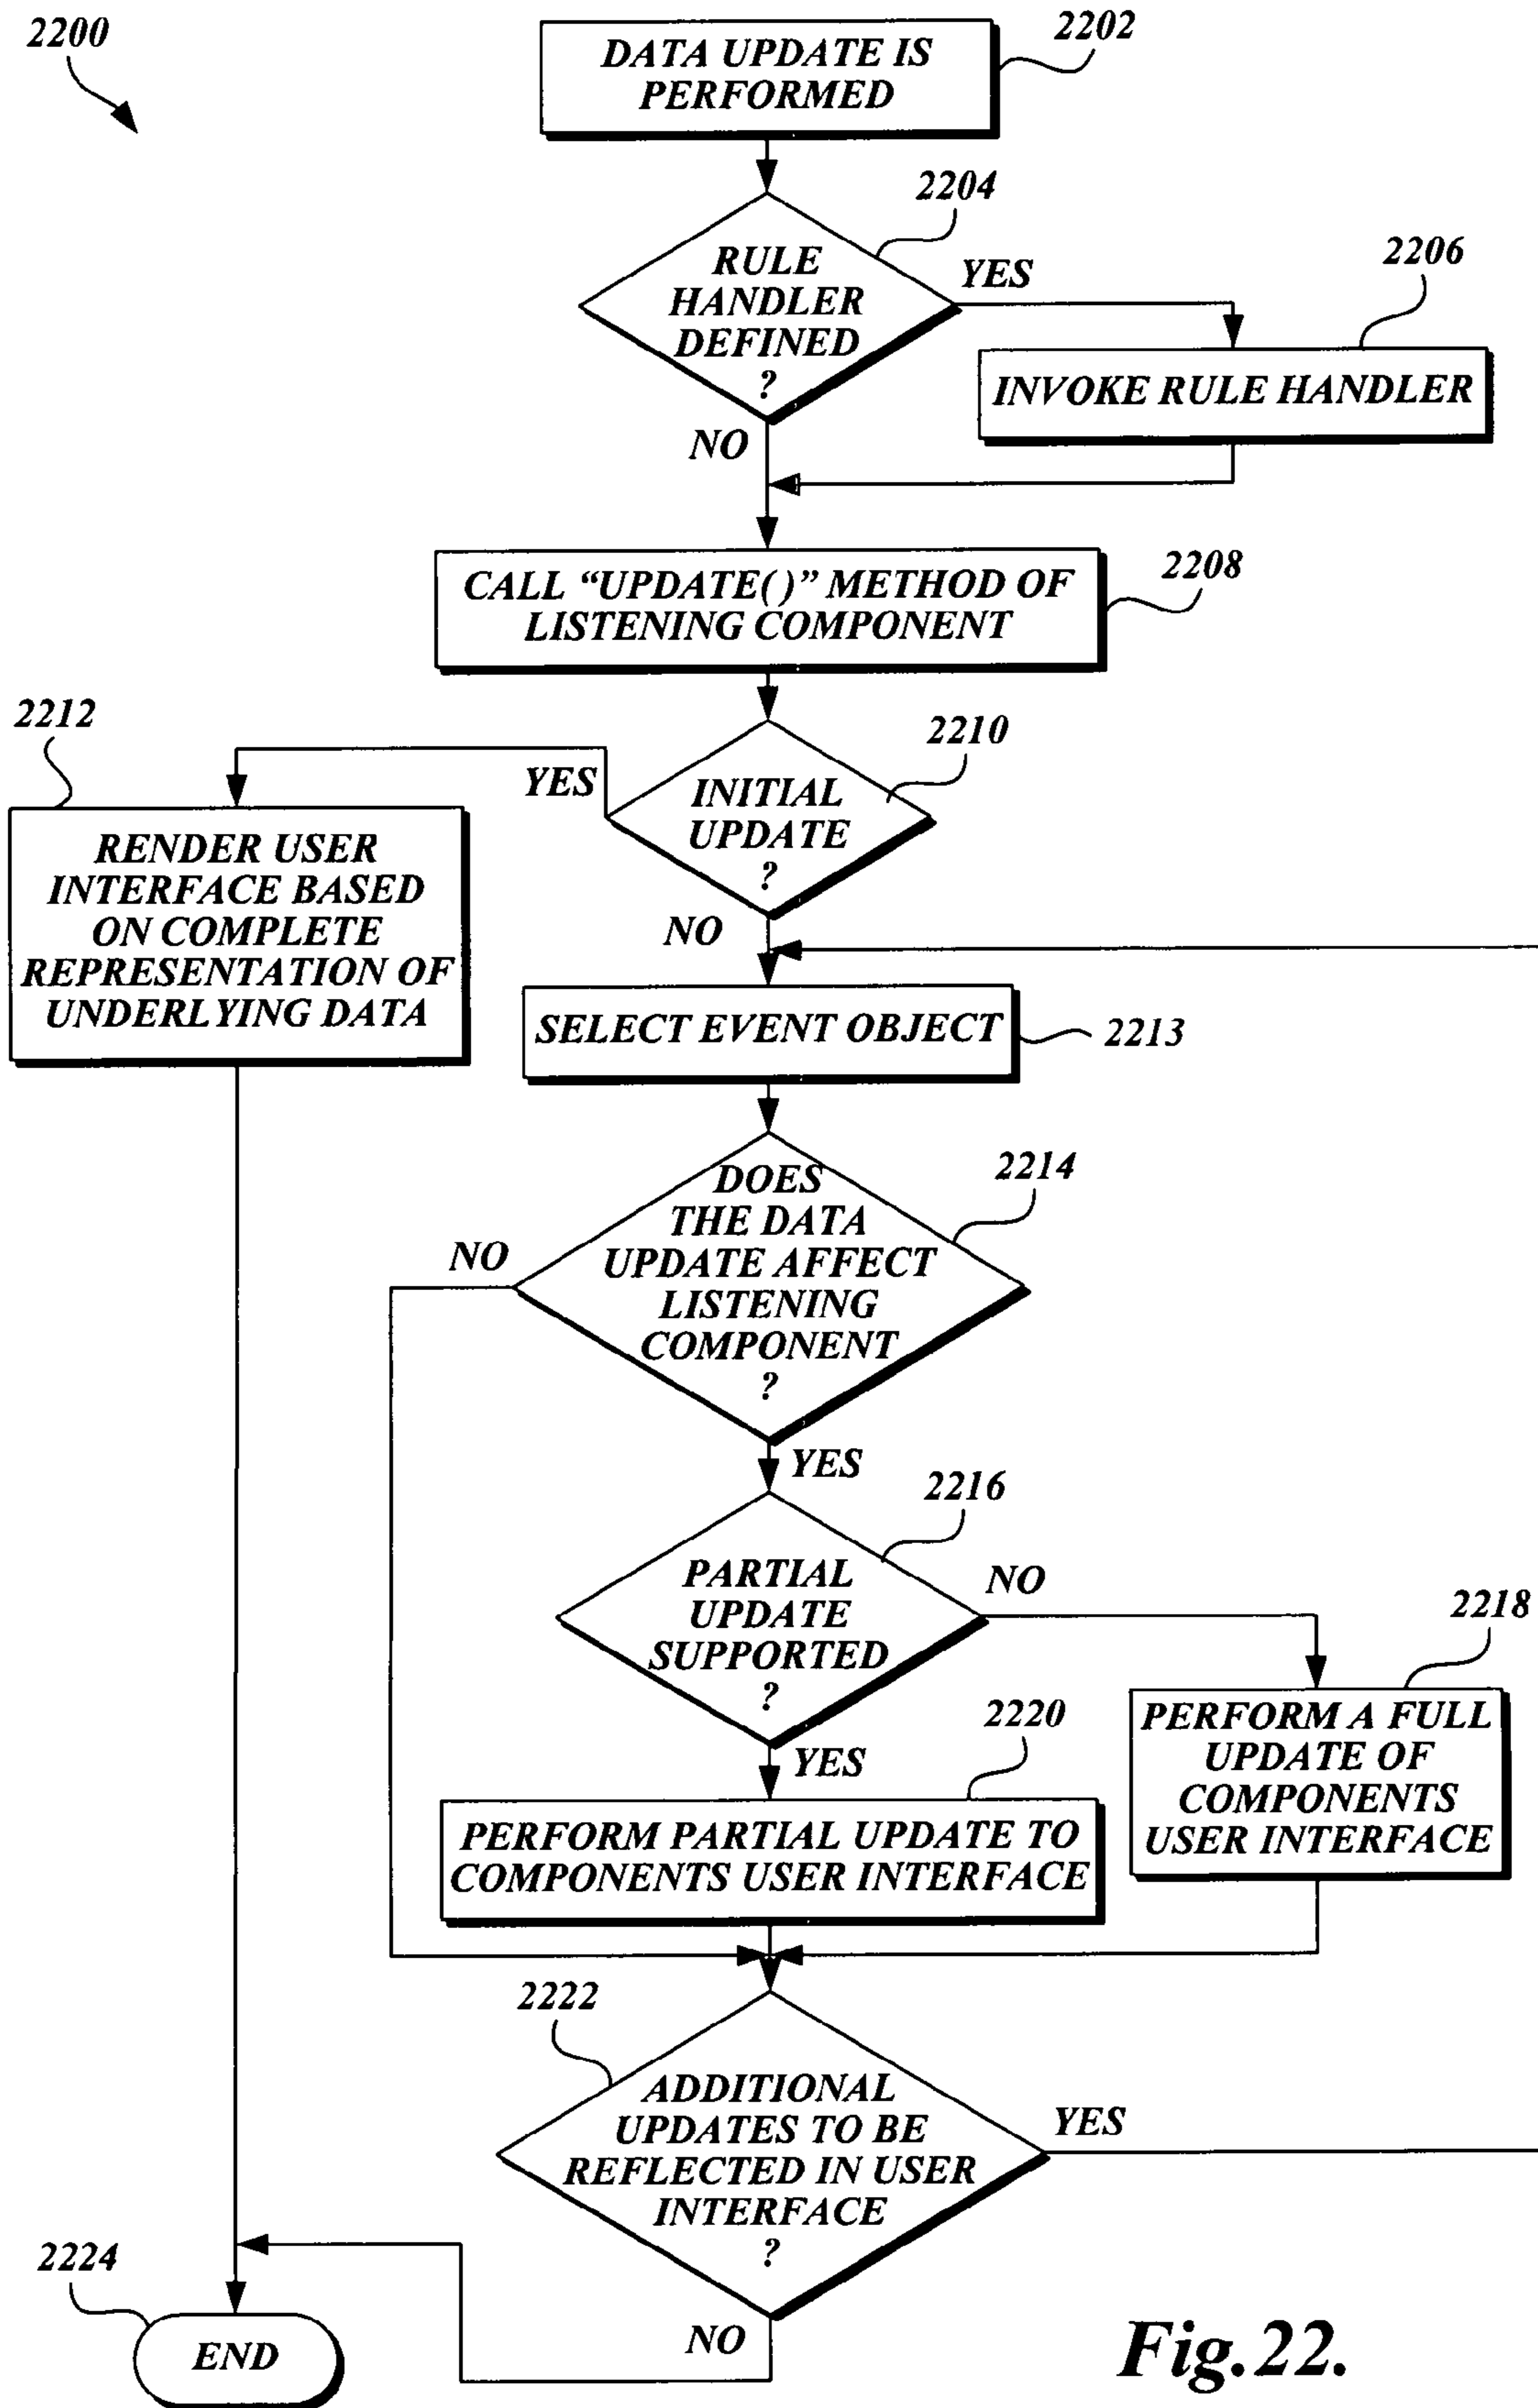 2200
2202
DATA UPDATE IS
PERFORMED
2204
RULE
HANDLER
DEFINED
?
YES
2206
INVOKE RULE HANDLER
NO
2208
CALL “UPDATE( )” METHOD OF
LISTENING COMPONENT
2212
2210
YES
INITIAL
UPDATE
?
RENDER USER
INTERFACE BASED
ON COMPLETE
REPRESENTATION OF
UNDERLYING DATA
NO
SELECT EVENT OBJECT
2213
2214
DOES
THE DATA
UPDATE AFFECT
LISTENING
COMPONENT
?
NO
YES
2216
PARTIAL
UPDATE
SUPPORTED
?
NO
2218
PERFORM A FULL
UPDATE OF
COMPONENTS
USER INTERFACE
YES
2220
PERFORM PARTIAL UPDATE TO
COMPONENTS USER INTERFACE
2222
ADDITIONAL
UPDATES TO BE
REFLECTED IN USER
INTERFACE
?
YES
NO
2224
END
Fig.22.